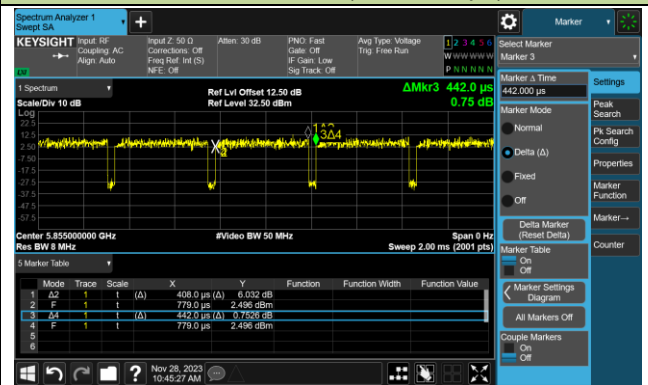 Spectrum Analyzer 1
Swept SA
Marker
KEYSIGHT
Input: RF
Coupling: AC
Align: Auto
Input Z: 50 Ω
Corrections: Off
Freq Ref: Int (S)
NFE: Off
Atten: 30 dB
PNO: Fast
Gate: Off
IF Gain: Low
Sig Track: Off
Avg Type: Voltage
Trig: Free Run
1 2 3 4 5 6
W W W W W W
P N N N N N
LXI
Select Marker
Marker 3
1 Spectrum
Scale/Div 10 dB
Log
Ref Lvl Offset 12.50 dB
Ref Level 32.50 dBm
ΔMkr3 442.0 µs
0.75 dB
22.5
12.5
2.50
-7.50
-17.5
-27.5
-37.5
-47.5
-57.5
3Δ4
Center 5.855000000 GHz
Res BW 8 MHz
#Video BW 50 MHz
Span 0 Hz
Sweep 2.00 ms (2001 pts)
5 Marker Table
Mode Trace Scale X Y Function Function Width Function Value
1 Δ2 1 t (Δ) 408.0 µs (Δ) 6.032 dB
2 F 1 t 779.0 µs 2.496 dBm
3 Δ4 1 t (Δ) 442.0 µs (Δ) 0.7526 dB
4 F 1 t 779.0 µs 2.496 dBm
5
6
Marker Δ Time
442.000 µs
Marker Mode
Normal
Delta (Δ)
Fixed
Off
Delta Marker
(Reset Delta)
Marker Table
On
Off
Marker Settings
Diagram
All Markers Off
Couple Markers
On
Off
Settings
Peak
Search
Pk Search
Config
Properties
Marker
Function
Marker→
Counter
?
Nov 28, 2023
10:45:27 AM